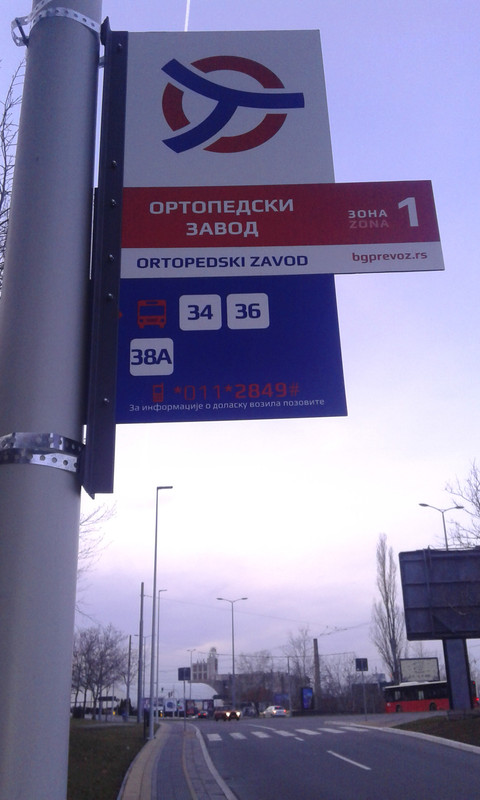 ОРТОПЕДСКИ
ЗАВОД
ЗОНА
ZONA
1
ORTOPEDSKI ZAVOD
bgprevoz.rs
34 36
38A
*011*2849#
За информације о доласку возила позовите